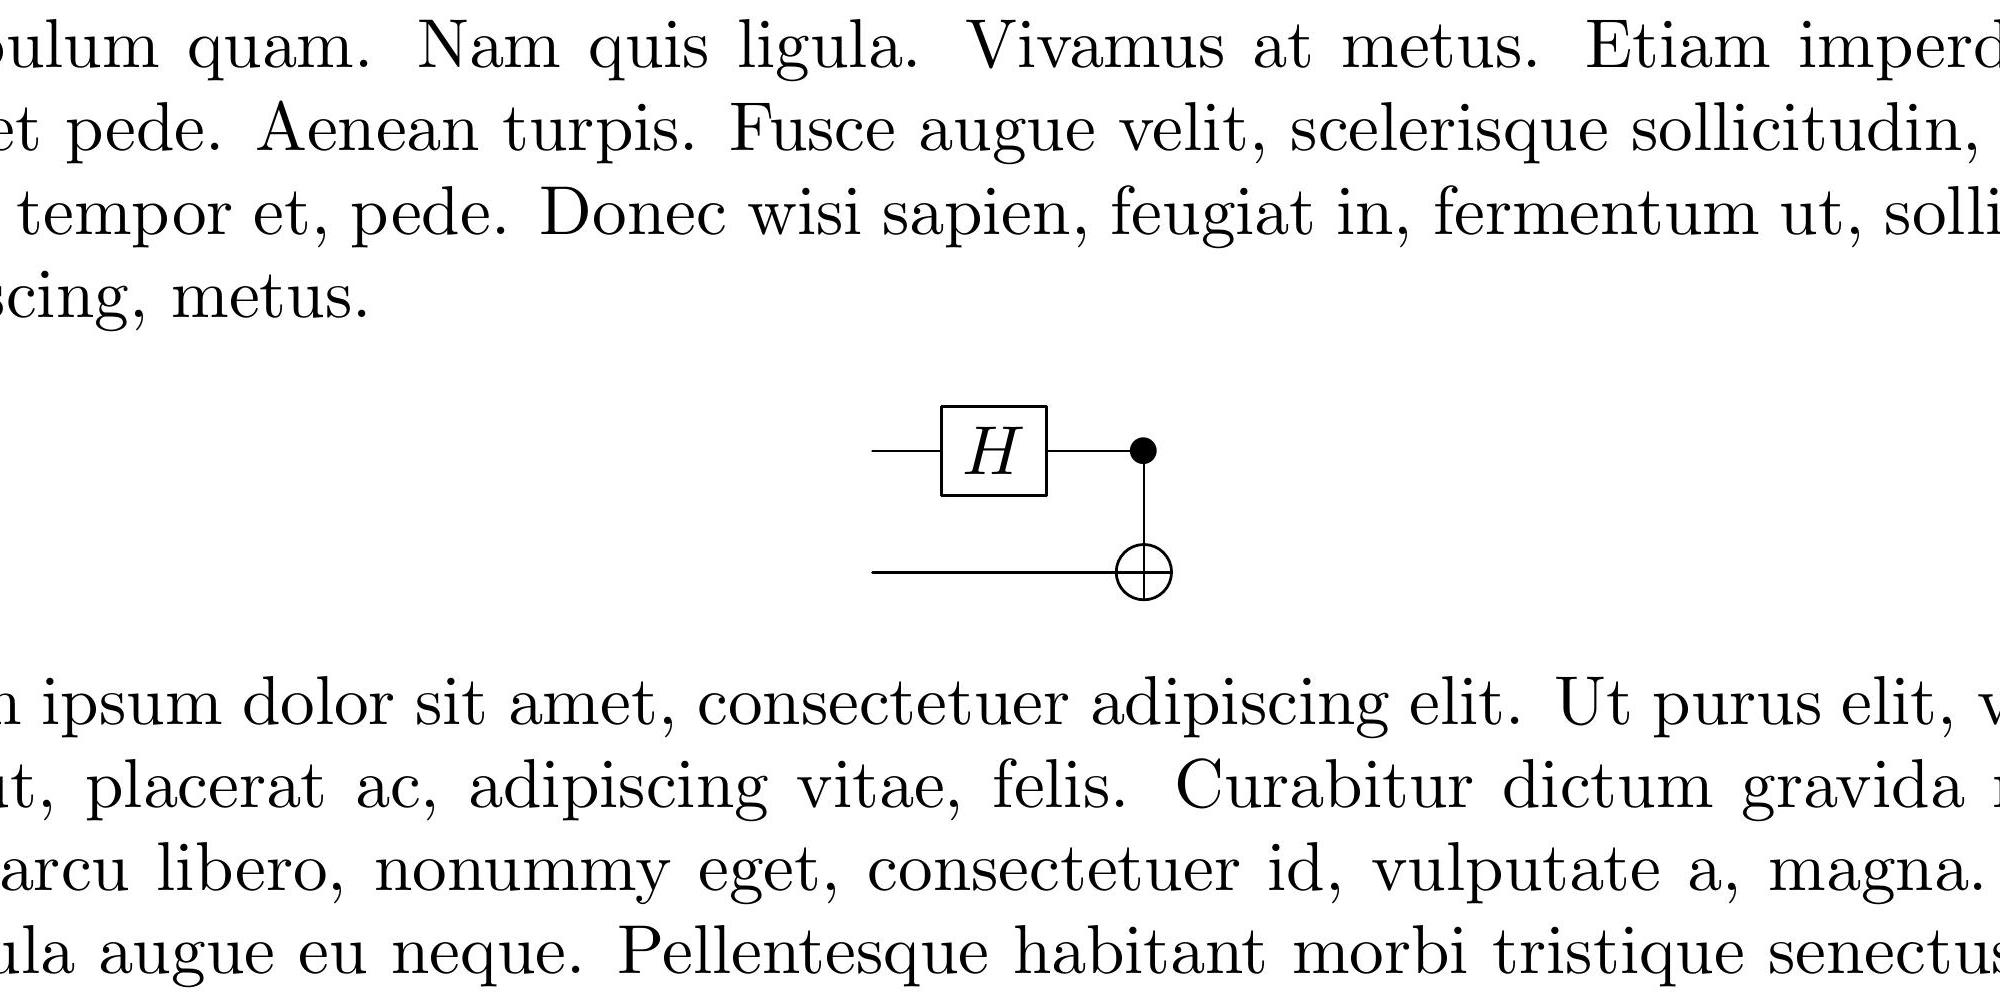 ulum quam. Nam quis ligula. Vivamus at metus. Etiam imperd
et pede. Aenean turpis. Fusce augue velit, scelerisque sollicitudin,
tempor et, pede. Donec wisi sapien, feugiat in, fermentum ut, solli
scing, metus.
H
ipsum dolor sit amet, consectetuer adipiscing elit. Ut purus elit, v
ut, placerat ac, adipiscing vitae, felis. Curabitur dictum gravida
arcu libero, nonummy eget, consectetuer id, vulputate a, magna.
ula augue eu neque. Pellentesque habitant morbi tristique senectus